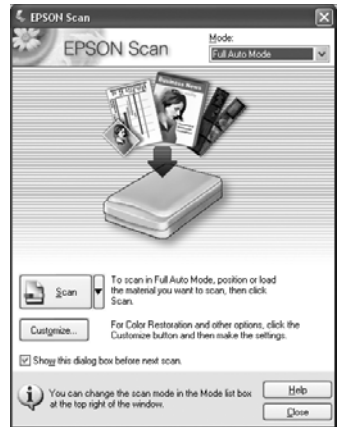 EPSON Scan
EPSON Scan
Mode:
Full Auto Mode
Business News
Scan
To scan in Full Auto Mode, position or load
the material you want to scan, then click
Scan.
Customize...
For Color Restoration and other options, click the
Customize button and then make the settings.
Show this dialog box before next scan.
You can change the scan mode in the Mode list box
at the top right of the window.
Help
Close